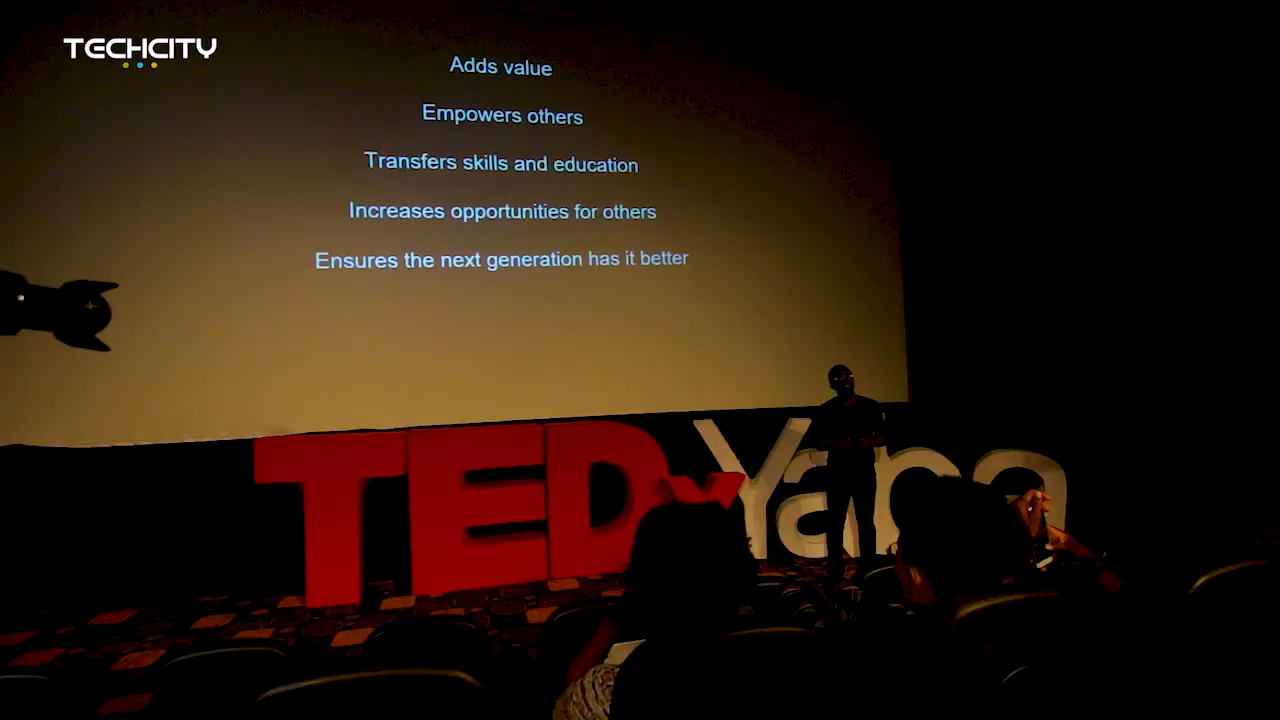 TECHCITY
Adds value
Empowers others
Transfers skills and education
Increases opportunities for others
Ensures the next generation has it better
TEDxYaba